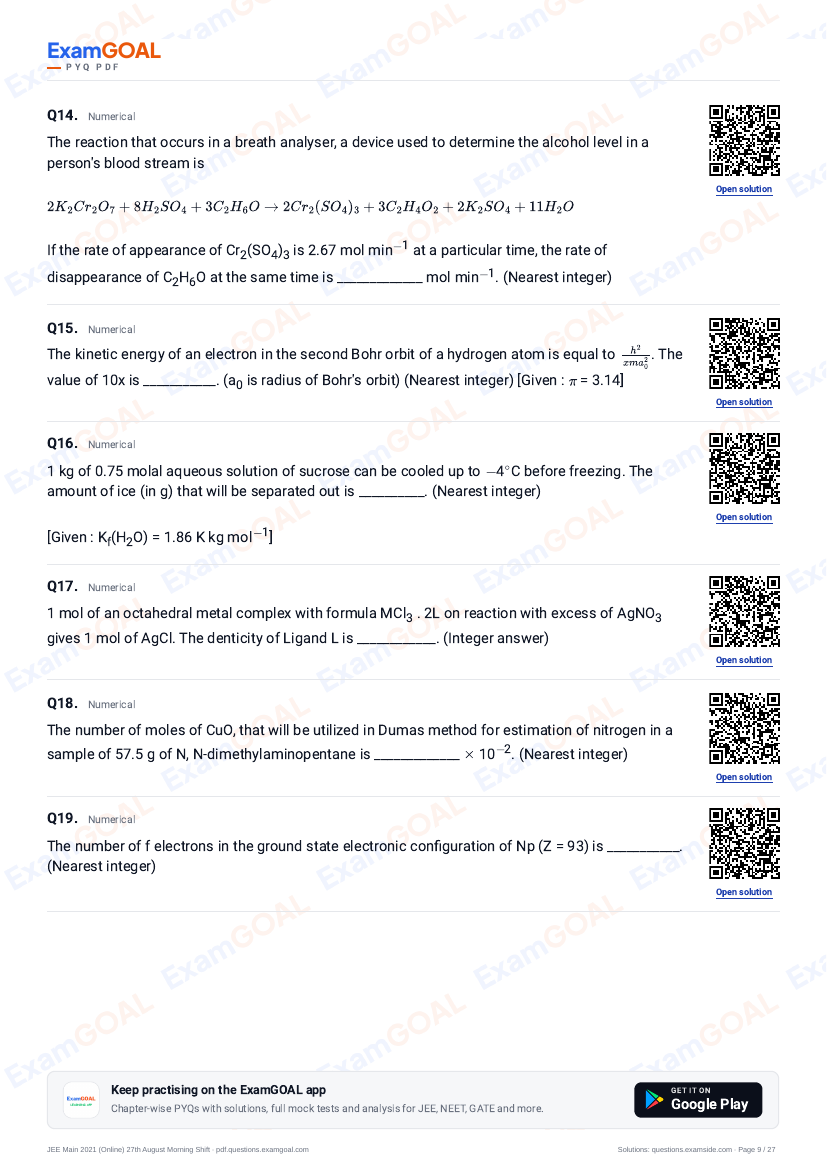 ExamGOAL
PYQ PDF
Q14. Numerical
The reaction that occurs in a breath analyser, a device used to determine the alcohol level in a
person's blood stream is
Open solution
2K₂Cr₂O₇ + 8H₂SO₄ + 3C₂H₆O → 2Cr₂(SO₄)₃ + 3C₂H₄O₂ + 2K₂SO₄ + 11H₂O
If the rate of appearance of Cr₂(SO₄)₃ is 2.67 mol min⁻¹ at a particular time, the rate of
disappearance of C₂H₆O at the same time is _____________ mol min⁻¹. (Nearest integer)
Q15. Numerical
The kinetic energy of an electron in the second Bohr orbit of a hydrogen atom is equal to h²/xma₀². The
value of 10x is ___________. (a₀ is radius of Bohr's orbit) (Nearest integer) [Given : π = 3.14]
Open solution
Q16. Numerical
1 kg of 0.75 molal aqueous solution of sucrose can be cooled up to −4°C before freezing. The
amount of ice (in g) that will be separated out is __________. (Nearest integer)
Open solution
[Given : Kf(H₂O) = 1.86 K kg mol⁻¹]
Q17. Numerical
1 mol of an octahedral metal complex with formula MCl₃ . 2L on reaction with excess of AgNO₃
gives 1 mol of AgCl. The denticity of Ligand L is ____________. (Integer answer)
Open solution
Q18. Numerical
The number of moles of CuO, that will be utilized in Dumas method for estimation of nitrogen in a
sample of 57.5 g of N, N-dimethylaminopentane is _____________ × 10⁻². (Nearest integer)
Open solution
Q19. Numerical
The number of f electrons in the ground state electronic configuration of Np (Z = 93) is ___________.
(Nearest integer)
Open solution
Keep practising on the ExamGOAL app
Chapter-wise PYQs with solutions, full mock tests and analysis for JEE, NEET, GATE and more.
GET IT ON
Google Play
JEE Main 2021 (Online) 27th August Morning Shift · pdf.questions.examgoal.com
Solutions: questions.examside.com · Page 9 / 27